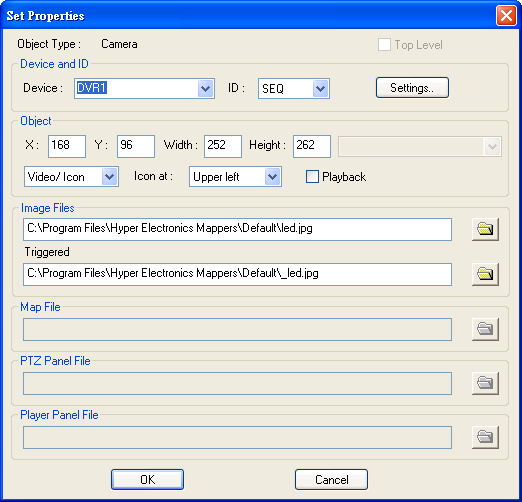 Set Properties
Object Type : Camera Top Level
Device and ID
Device : DVR1 ID : SEQ Settings..
Object
X : 168 Y : 96 Width : 252 Height : 262
Video/ Icon Icon at : Upper left Playback
Image Files
C:\Program Files\Hyper Electronics Mappers\Default\led.jpg
Triggered
C:\Program Files\Hyper Electronics Mappers\Default\_led.jpg
Map File
PTZ Panel File
Player Panel File
OK Cancel